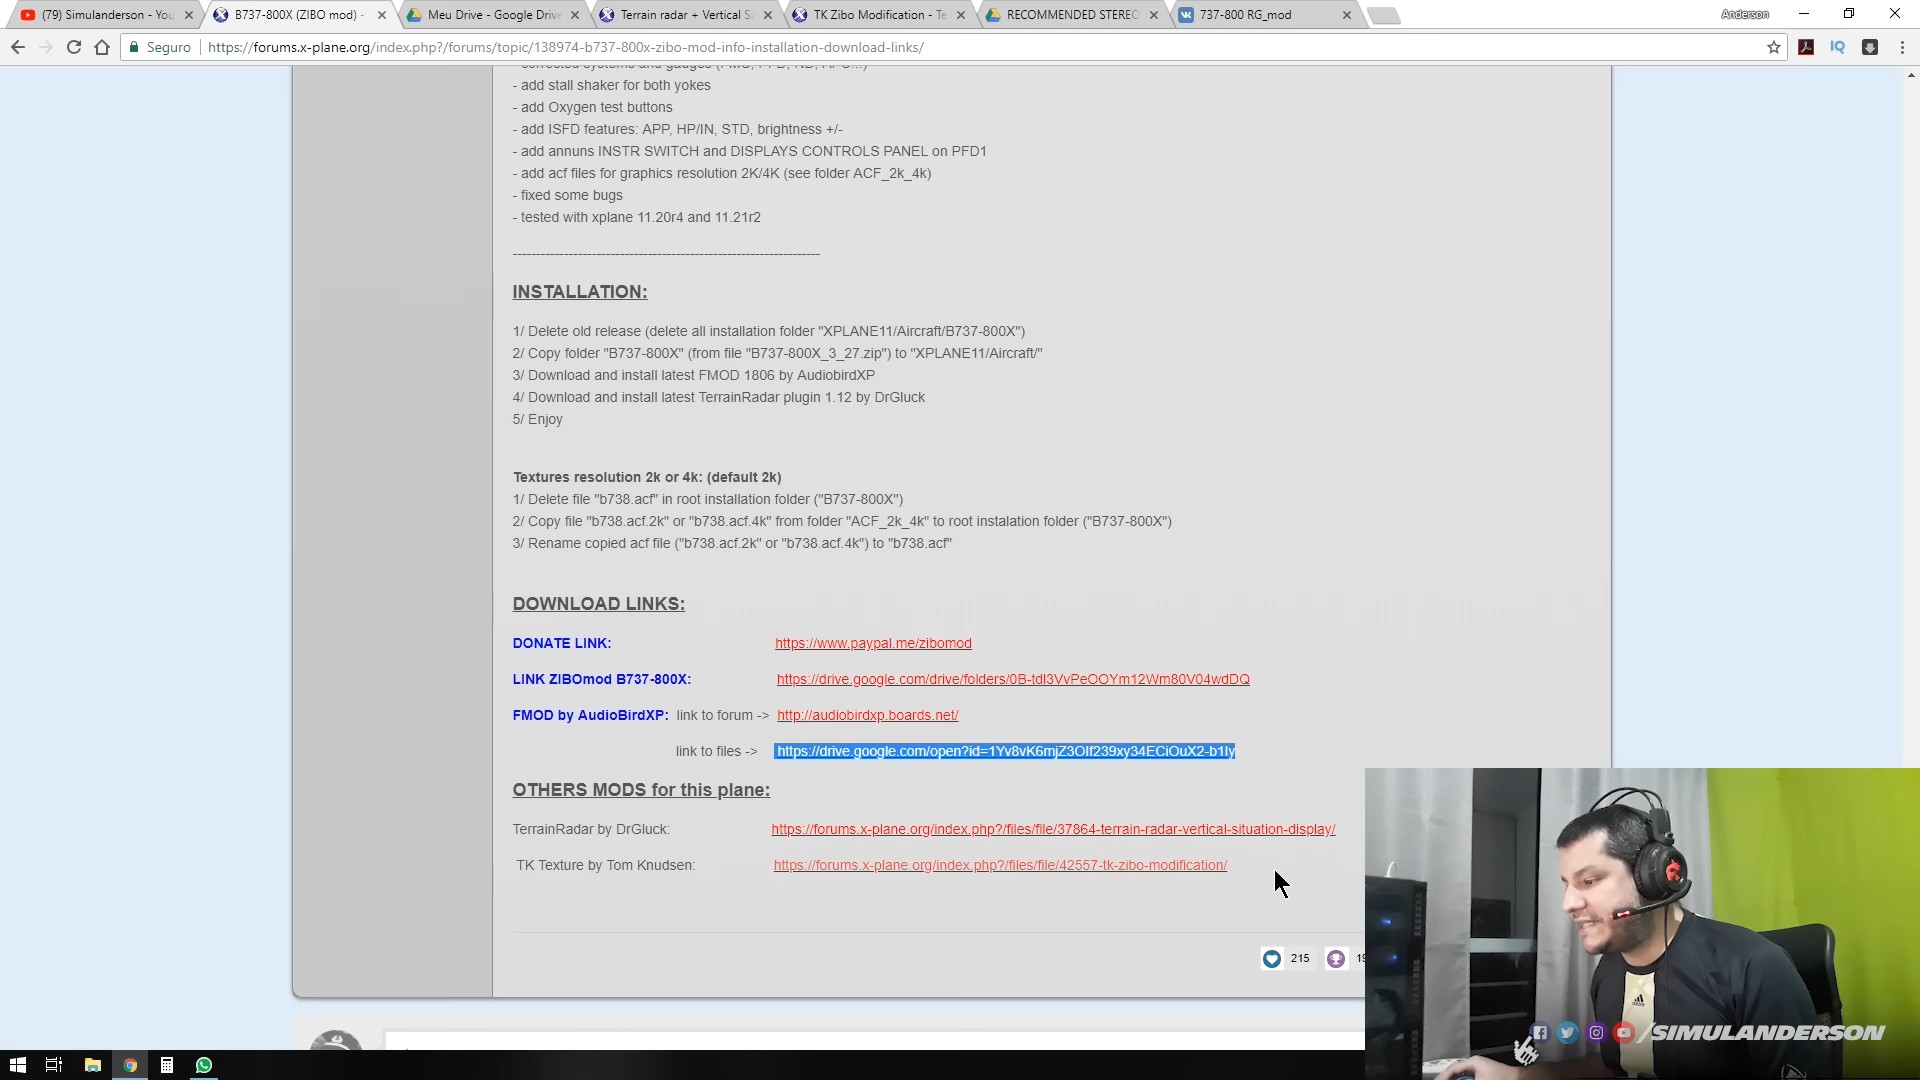 (79) Simulanderson - You
B737-800X (ZIBO mod) -
Meu Drive - Google Drive
Terrain radar + Vertical S
TK Zibo Modification - Te
RECOMMENDED STEREO
737-800 RG_mod
Anderson
Seguro
https://forums.x-plane.org/index.php?/forums/topic/138974-b737-800x-zibo-mod-info-installation-download-links/
IQ
- add stall shaker for both yokes
- add Oxygen test buttons
- add ISFD features: APP, HP/IN, STD, brightness +/-
- add annuns INSTR SWITCH and DISPLAYS CONTROLS PANEL on PFD1
- add acf files for graphics resolution 2K/4K (see folder ACF_2k_4k)
- fixed some bugs
- tested with xplane 11.20r4 and 11.21r2
----------------------------------------------------------------------------
INSTALLATION:
1/ Delete old release (delete all installation folder "XPLANE11/Aircraft/B737-800X")
2/ Copy folder "B737-800X" (from file "B737-800X_3_27.zip") to "XPLANE11/Aircraft/"
3/ Download and install latest FMOD 1806 by AudiobirdXP
4/ Download and install latest TerrainRadar plugin 1.12 by DrGluck
5/ Enjoy
Textures resolution 2k or 4k: (default 2k)
1/ Delete file "b738.acf" in root installation folder ("B737-800X")
2/ Copy file "b738.acf.2k" or "b738.acf.4k" from folder "ACF_2k_4k" to root instalation folder ("B737-800X")
3/ Rename copied acf file ("b738.acf.2k" or "b738.acf.4k") to "b738.acf"
DOWNLOAD LINKS:
DONATE LINK: https://www.paypal.me/zibomod
LINK ZIBOmod B737-800X: https://drive.google.com/drive/folders/0B-tdI3VvPeOOYm12Wm80V04wdDQ
FMOD by AudioBirdXP: link to forum -> http://audiobirdxp.boards.net/
link to files -> https://drive.google.com/open?id=1Yv8vK6mjZ3OIf239xy34ECiOuX2-b1ly
OTHERS MODS for this plane:
TerrainRadar by DrGluck: https://forums.x-plane.org/index.php?/files/file/37864-terrain-radar-vertical-situation-display/
TK Texture by Tom Knudsen: https://forums.x-plane.org/index.php?/files/file/42557-tk-zibo-modification/
215
/SIMULANDERSON